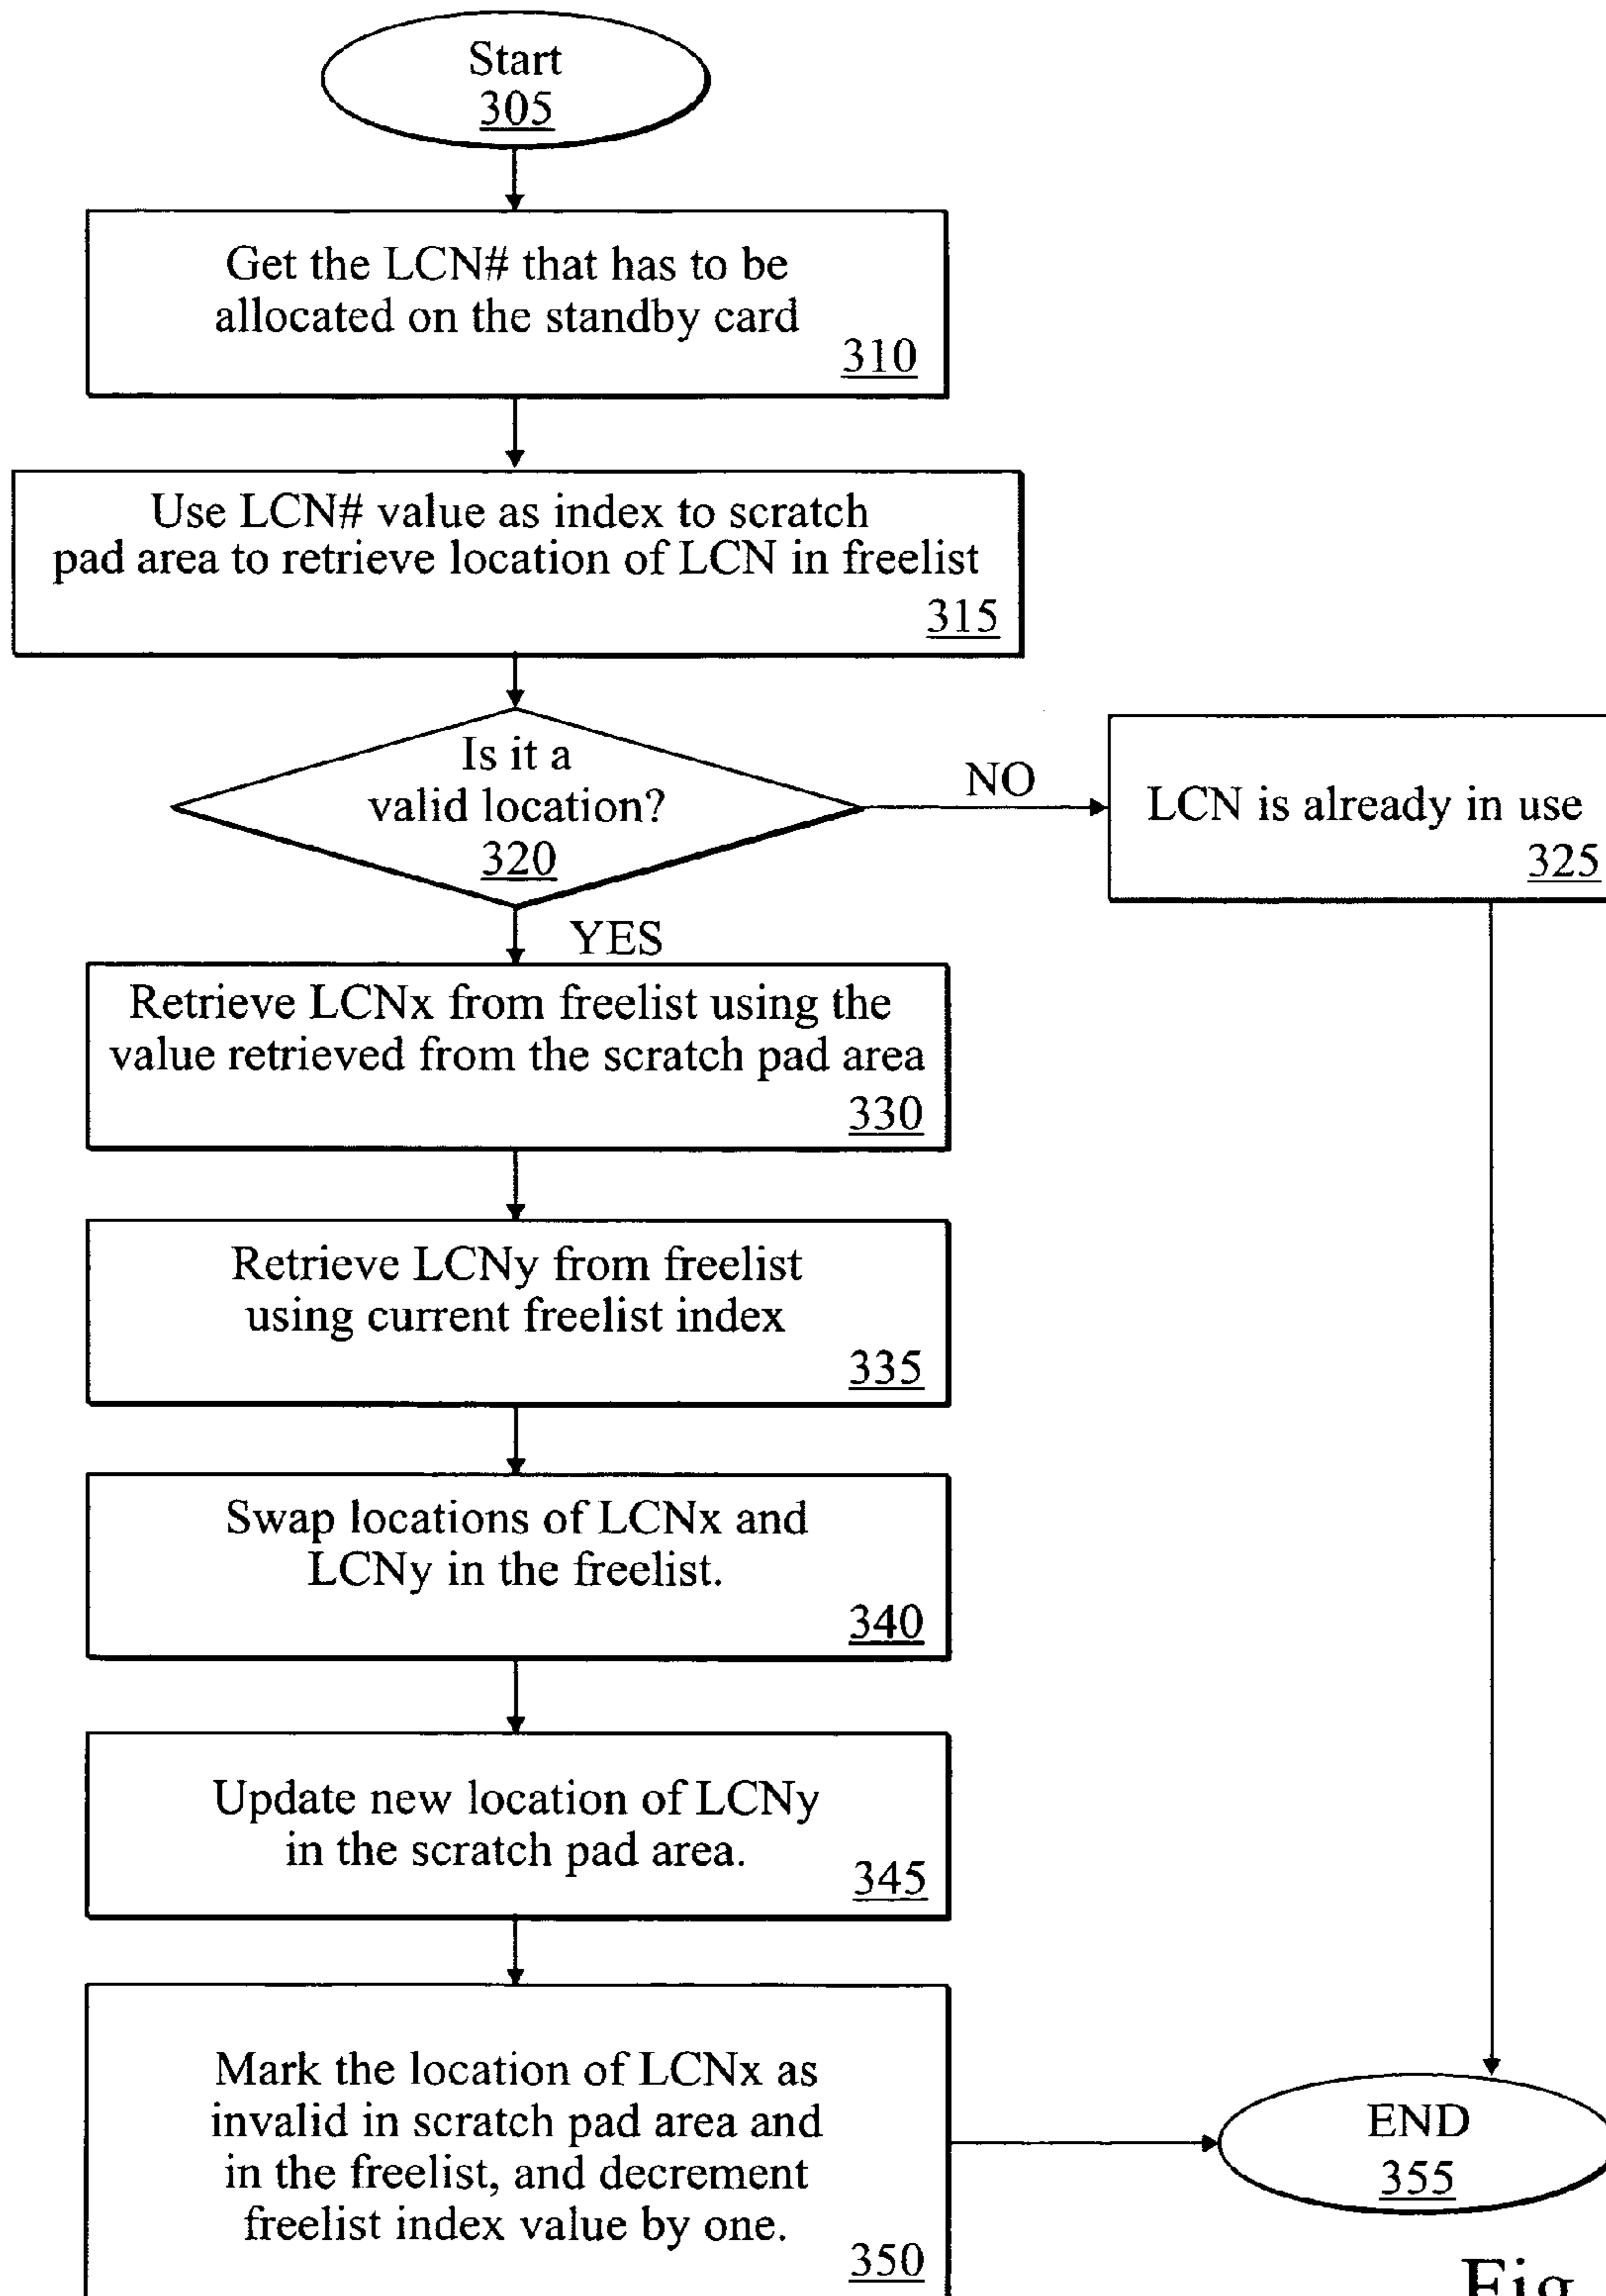 Start
305
Get the LCN# that has to be
allocated on the standby card
310
Use LCN# value as index to scratch
pad area to retrieve location of LCN in freelist
315
Is it a
valid location?
320
NO
LCN is already in use
325
YES
Retrieve LCNx from freelist using the
value retrieved from the scratch pad area
330
Retrieve LCNy from freelist
using current freelist index
335
Swap locations of LCNx and
LCNy in the freelist.
340
Update new location of LCNy
in the scratch pad area.
345
Mark the location of LCNx as
invalid in scratch pad area and
in the freelist, and decrement
freelist index value by one.
350
END
355
Fig